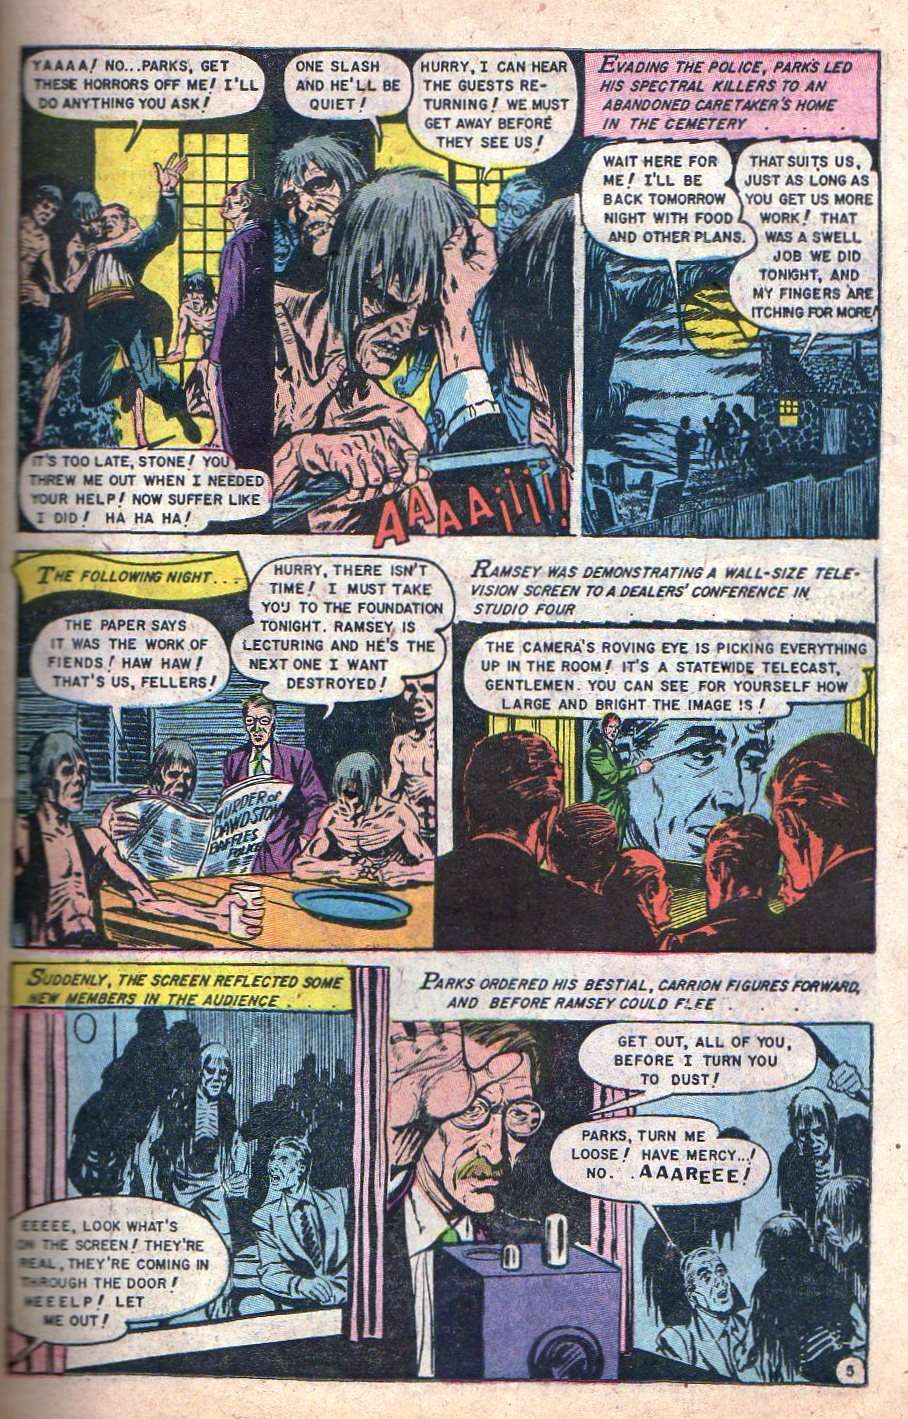 YAAAA! NO...PARKS, GET
THESE HORRORS OFF ME! I'LL
DO ANYTHING YOU ASK!
IT'S TOO LATE, STONE! YOU
THREW ME OUT WHEN I NEEDED
YOUR HELP! NOW SUFFER LIKE
I DID! HA HA HA!
ONE SLASH
AND HE'LL BE
QUIET!
HURRY, I CAN HEAR
THE GUESTS RE-
TURNING! WE MUST
GET AWAY BEFORE
THEY SEE US!
AAAAiiii!!
EVADING THE POLICE, PARKS LED
HIS SPECTRAL KILLERS TO AN
ABANDONED CARETAKER'S HOME
IN THE CEMETERY . . . . .
WAIT HERE FOR
ME! I'LL BE
BACK TOMORROW
NIGHT WITH FOOD
AND OTHER PLANS.
THAT SUITS US,
JUST AS LONG AS
YOU GET US MORE
WORK! THAT
WAS A SWELL
JOB WE DID
TONIGHT, AND
MY FINGERS ARE
ITCHING FOR MORE!
THE FOLLOWING NIGHT...
THE PAPER SAYS
IT WAS THE WORK OF
FIENDS! HAW HAW!
THAT'S US, FELLERS!
HURRY, THERE ISN'T
TIME! I MUST TAKE
YOU TO THE FOUNDATION
TONIGHT. RAMSEY IS
LECTURING AND HE'S THE
NEXT ONE I WANT
DESTROYED!
MURDER of
DAWD-STONE
BAFFLES
POLICE
RAMSEY WAS DEMONSTRATING A WALL-SIZE TELE-
VISION SCREEN TO A DEALERS' CONFERENCE IN
STUDIO FOUR
THE CAMERA'S ROVING EYE IS PICKING EVERYTHING
UP IN THE ROOM! IT'S A STATEWIDE TELECAST,
GENTLEMEN. YOU CAN SEE FOR YOURSELF HOW
LARGE AND BRIGHT THE IMAGE IS!
SUDDENLY, THE SCREEN REFLECTED SOME
NEW MEMBERS IN THE AUDIENCE . . .
EEEEE, LOOK WHAT'S
ON THE SCREEN! THEY'RE
REAL, THEY'RE COMING IN
THROUGH THE DOOR!
HEEELP! LET
ME OUT!
PARKS ORDERED HIS BESTIAL, CARRION FIGURES FORWARD,
AND BEFORE RAMSEY COULD FLEE . . . . .
GET OUT, ALL OF YOU,
BEFORE I TURN YOU
TO DUST!
PARKS, TURN ME
LOOSE! HAVE MERCY...!
NO. . AAAREEE!
5